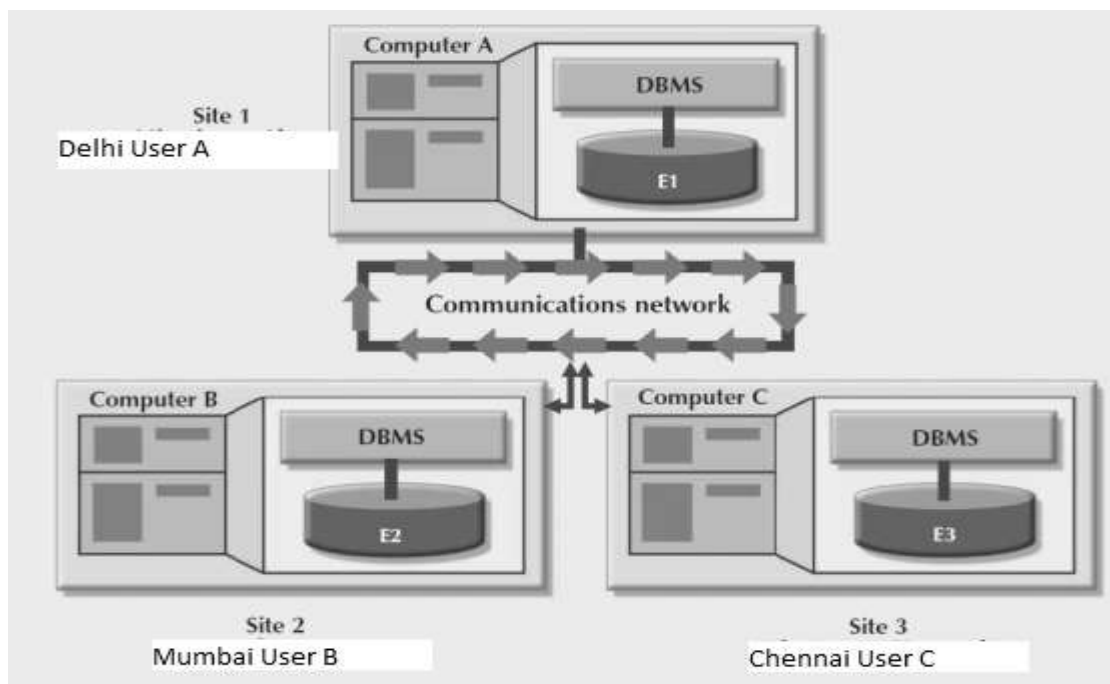 Computer A
DBMS
E1
Site 1
Delhi User A
Communications network
Computer B
DBMS
E2
Computer C
DBMS
E3
Site 2
Mumbai User B
Site 3
Chennai User C